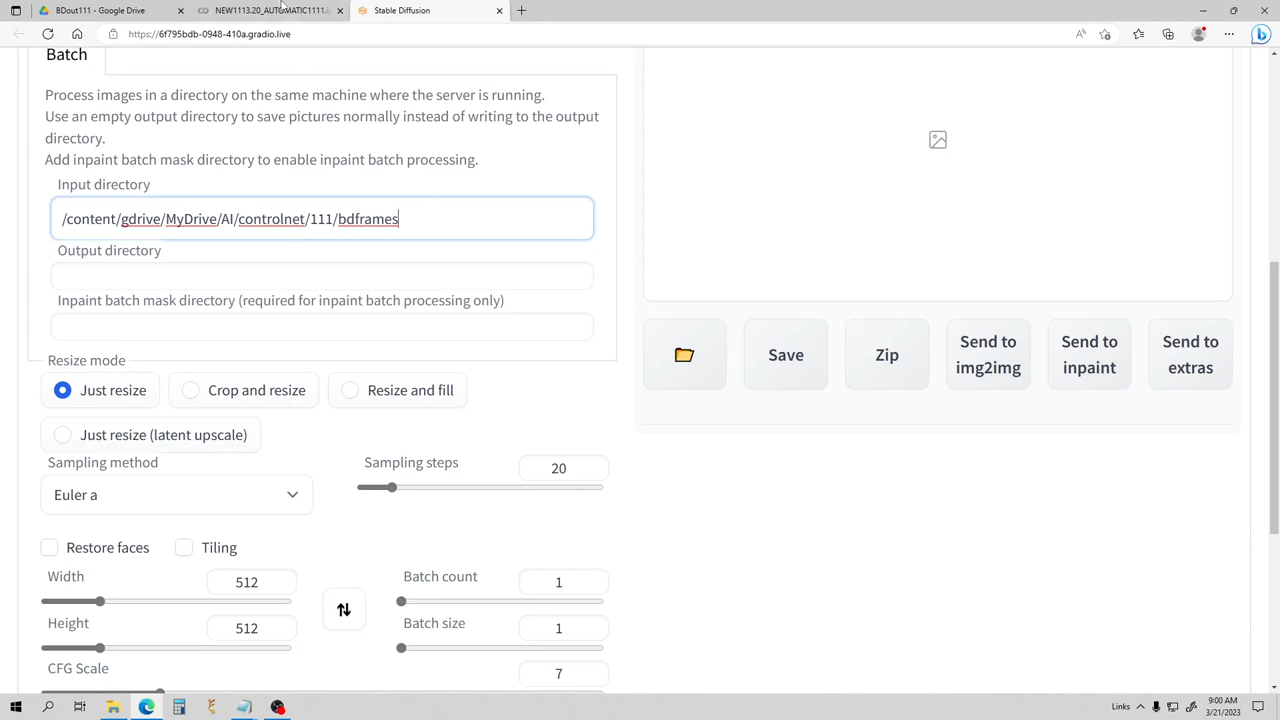 BDout111 - Google Drive
NEW1113.20_AUTOMATIC1111.i
Stable Diffusion
https://6f795bdb-0948-410a.gradio.live
Batch
Process images in a directory on the same machine where the server is running.
Use an empty output directory to save pictures normally instead of writing to the output
directory.
Add inpaint batch mask directory to enable inpaint batch processing.
Input directory
/content/gdrive/MyDrive/AI/controlnet/111/bdframes
Output directory
Inpaint batch mask directory (required for inpaint batch processing only)
Resize mode
Just resize
Crop and resize
Resize and fill
Just resize (latent upscale)
Sampling method
Sampling steps
20
Euler a
Restore faces
Tiling
Width
512
Batch count
1
Height
512
Batch size
1
CFG Scale
7
Save
Zip
Send to
img2img
Send to
inpaint
Send to
extras
Links
9:00 AM
3/21/2023